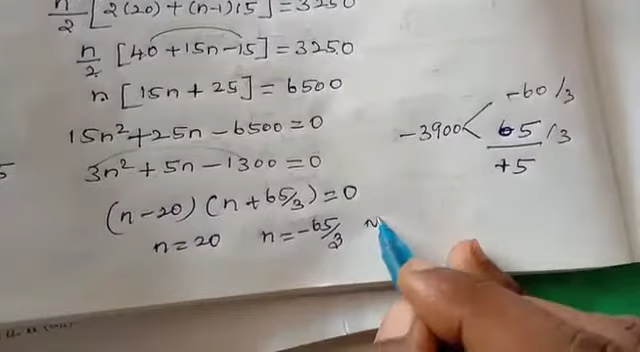 n/2 [2(20) + (n-1)15] = 3250
n/2 [40 + 15n - 15] = 3250
n [15n + 25] = 6500
15n² + 25n - 6500 = 0
3n² + 5n - 1300 = 0
(n - 20) (n + 65/3) = 0
n = 20 n = -65/3 n
-60/3
-3900 < 65/3
+5
5